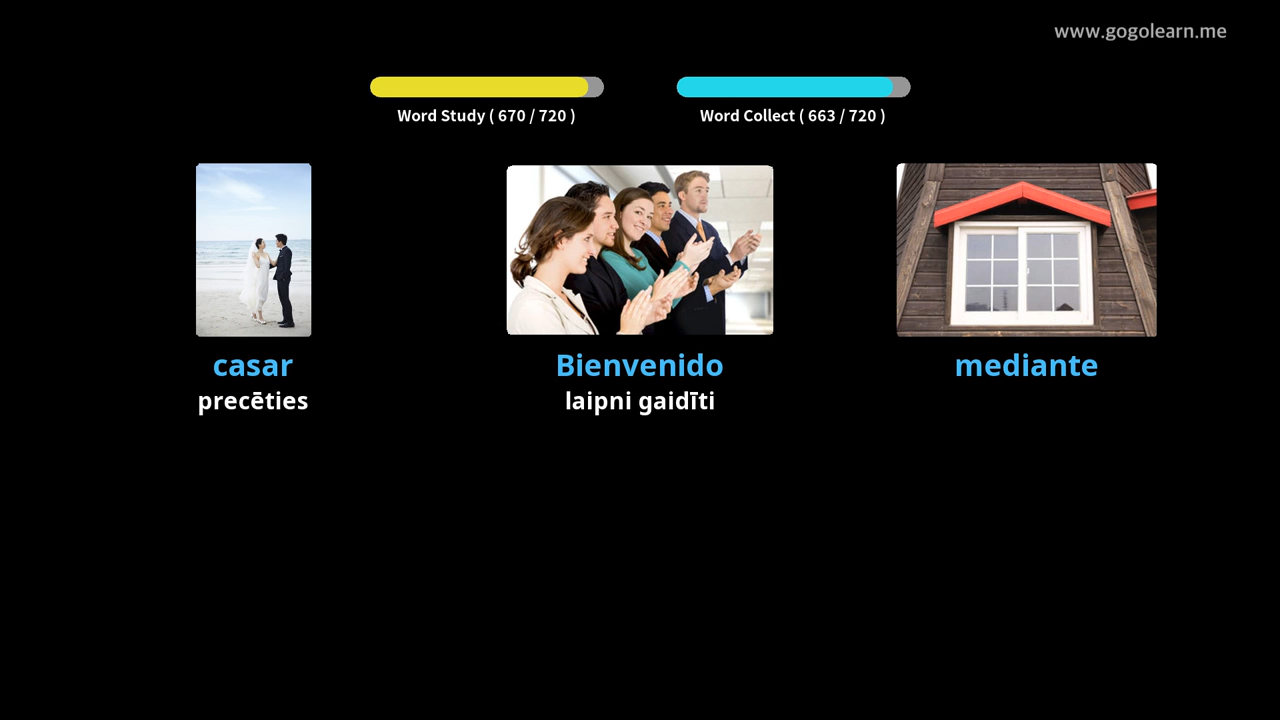 www.gogolearn.me
Word Study ( 670 / 720 )
Word Collect ( 663 / 720 )
casar
Bienvenido
mediante
precēties
laipni gaidīti